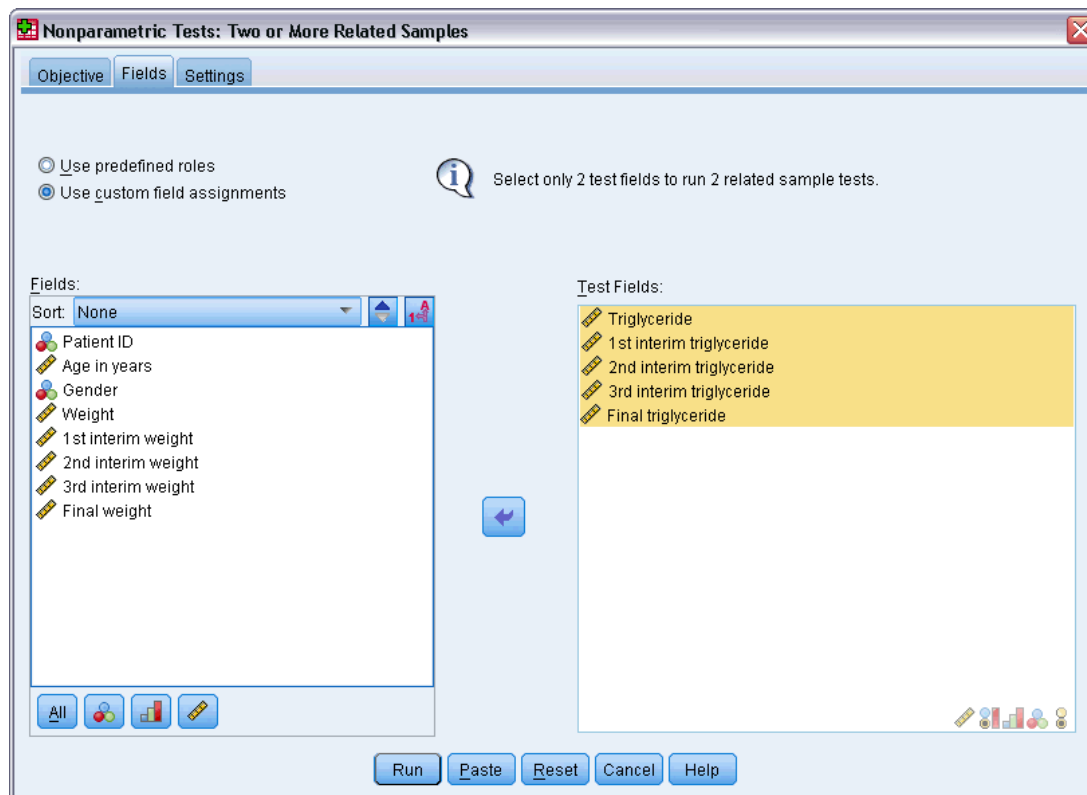 Nonparametric Tests: Two or More Related Samples
Objective Fields Settings
Use predefined roles
Use custom field assignments
Select only 2 test fields to run 2 related sample tests.
Fields:
Sort: None
Patient ID
Age in years
Gender
Weight
1st interim weight
2nd interim weight
3rd interim weight
Final weight
All
Test Fields:
Triglyceride
1st interim triglyceride
2nd interim triglyceride
3rd interim triglyceride
Final triglyceride
Run Paste Reset Cancel Help